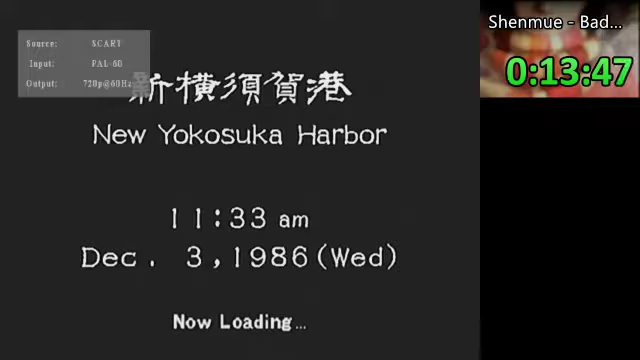 Source: SCART
Input: PAL-60
Output: 720p@60Hz
新横須賀港
New Yokosuka Harbor
11:33 am
Dec. 3,1986(Wed)
Now Loading...
Shenmue - Bad...
0:13:47